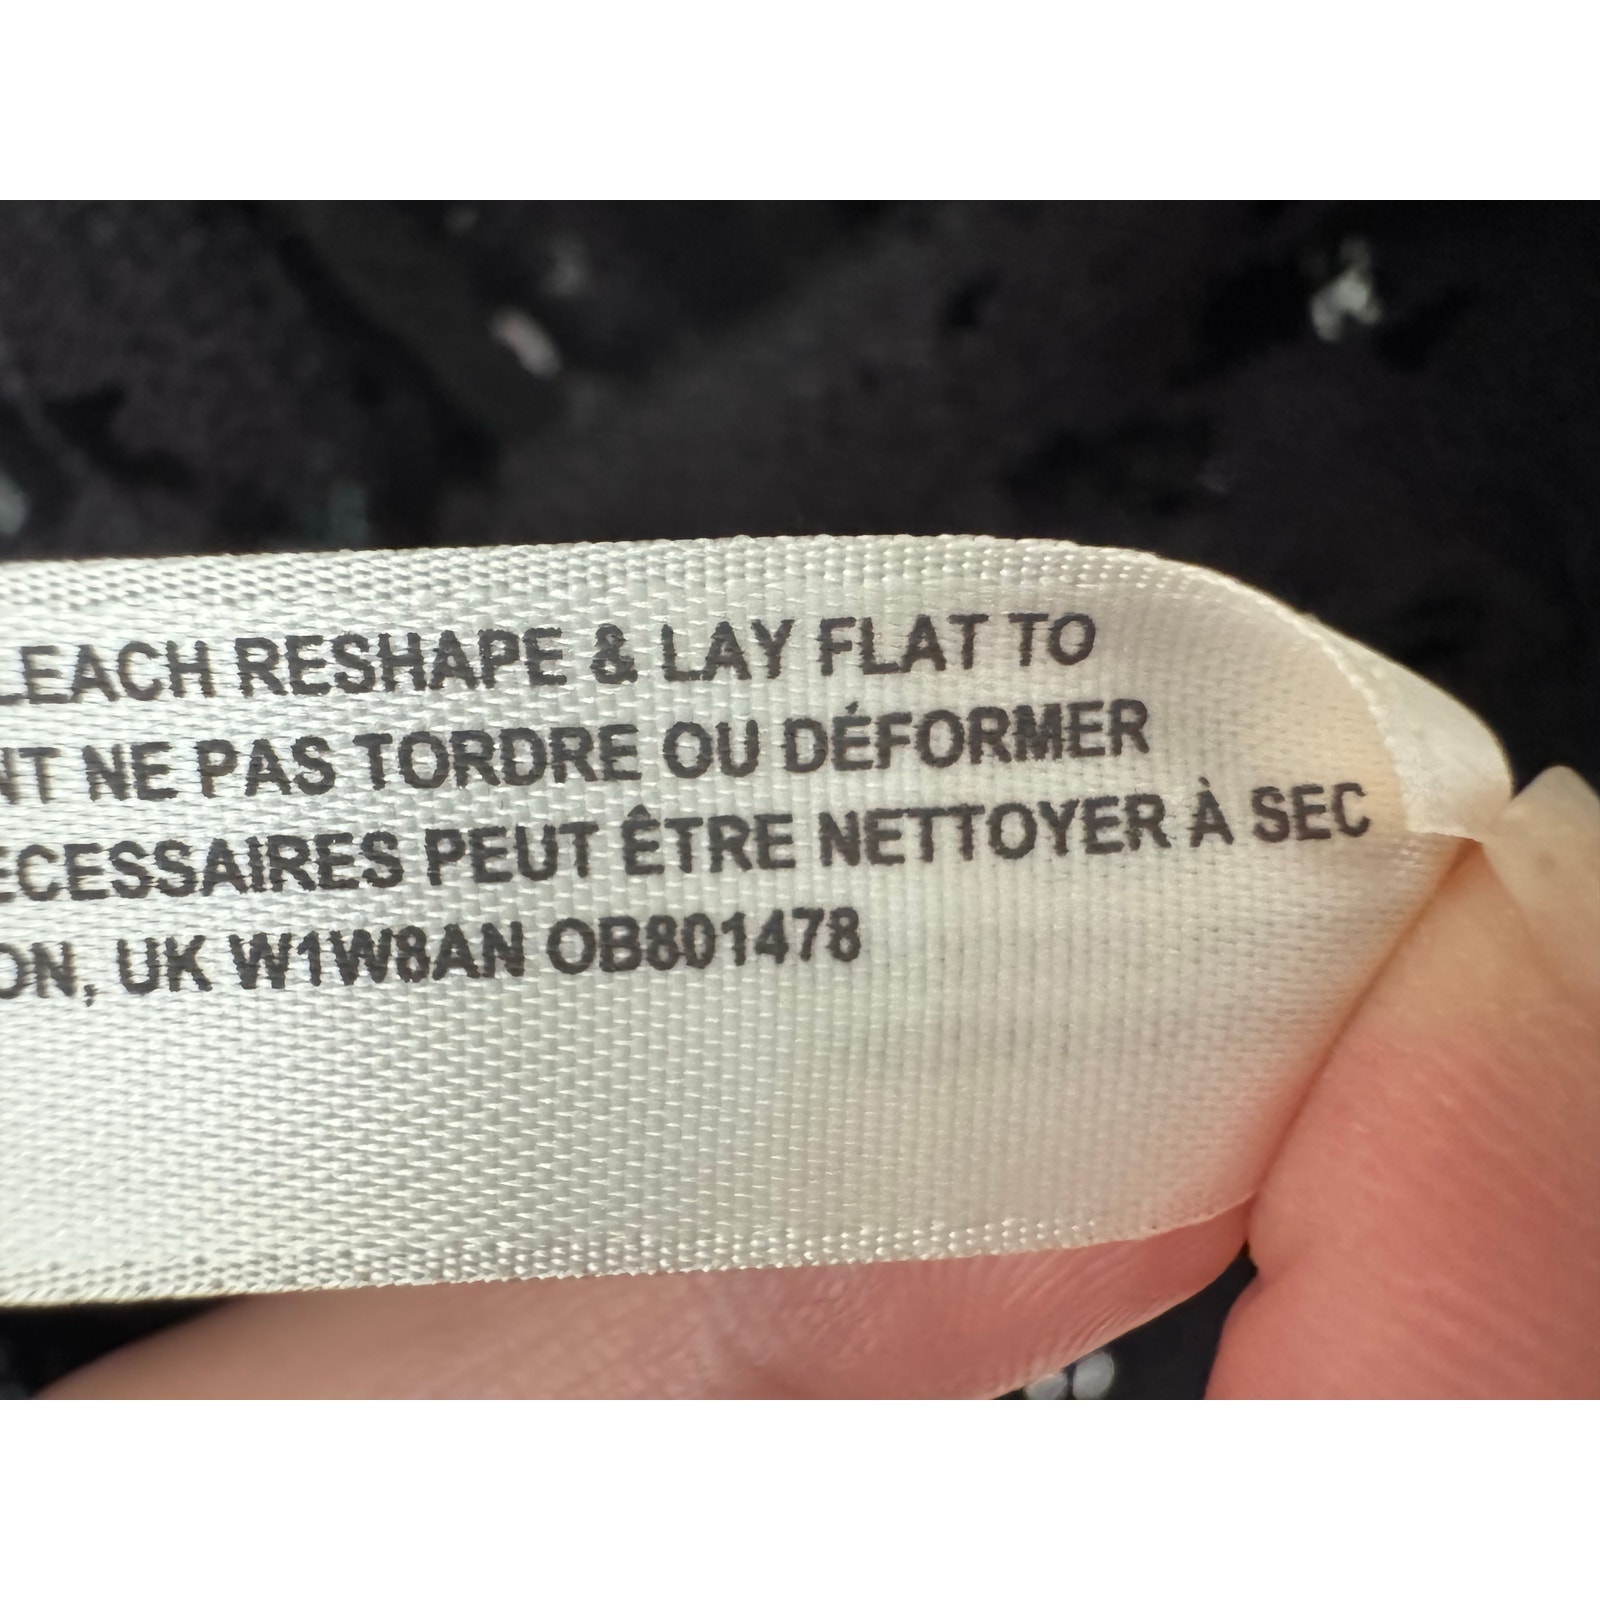 LEACH RESHAPE & LAY FLAT TO
NT NE PAS TORDRE OU DÉFORMER
ECESSAIRES PEUT ÊTRE NETTOYER À SEC
ON, UK W1W8AN OB801478